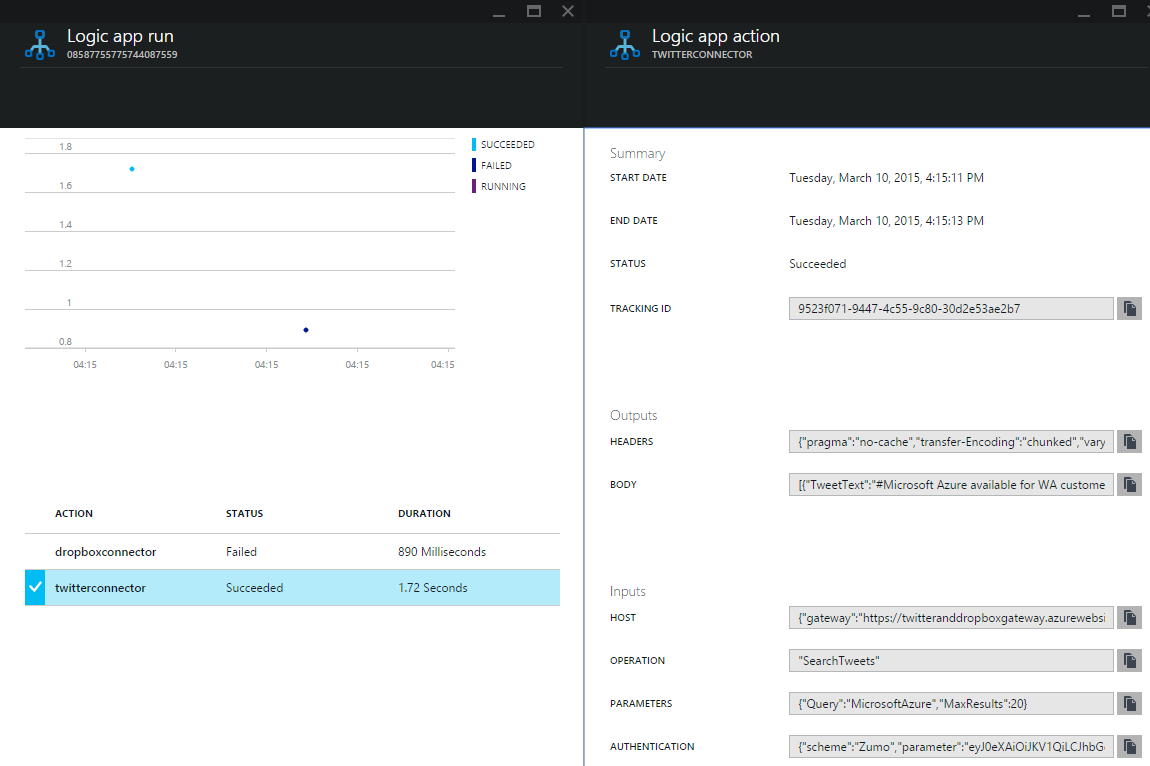 Logic app run
08587755775744087559
1.8
1.6
1.4
1.2
1
0.8
04:15 04:15 04:15 04:15 04:15
SUCCEEDED
FAILED
RUNNING
ACTION STATUS DURATION
dropboxconnector Failed 890 Milliseconds
twitterconnector Succeeded 1.72 Seconds
Logic app action
TWITTERCONNECTOR
Summary
START DATE Tuesday, March 10, 2015, 4:15:11 PM
END DATE Tuesday, March 10, 2015, 4:15:13 PM
STATUS Succeeded
TRACKING ID 9523f071-9447-4c55-9c80-30d2e53ae2b7
Outputs
HEADERS {"pragma":"no-cache","transfer-Encoding":"chunked","vary
BODY [{"TweetText":"#Microsoft Azure available for WA custome
Inputs
HOST {"gateway":"https://twitteranddropboxgateway.azurewebsi
OPERATION "SearchTweets"
PARAMETERS {"Query":"MicrosoftAzure","MaxResults":20}
AUTHENTICATION {"scheme":"Zumo","parameter":"eyJ0eXAiOiJKV1QiLCJhbG